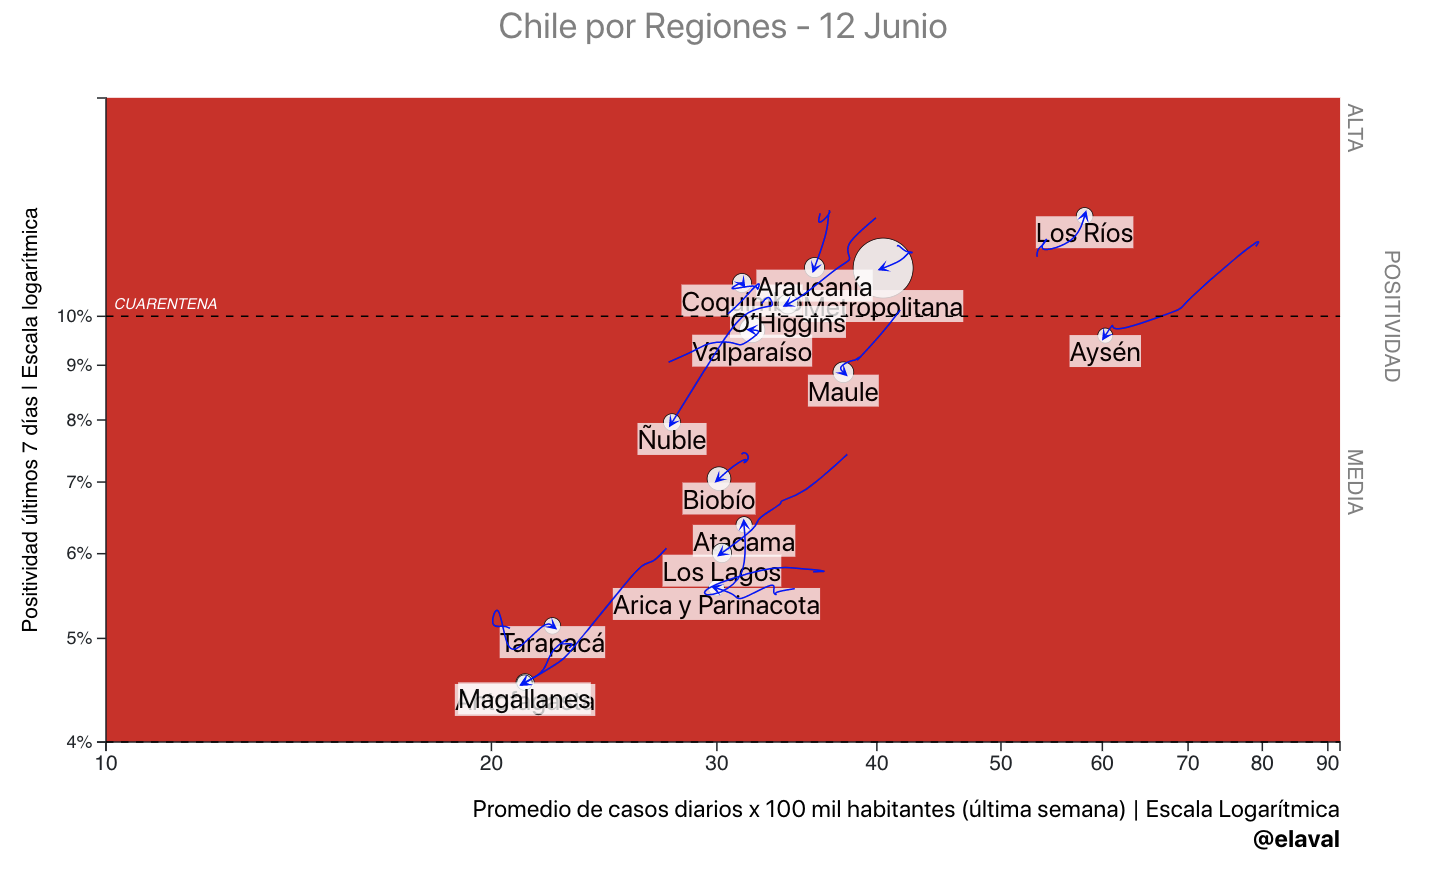 Chile por Regiones - 12 Junio
ALTA
POSITIVIDAD
MEDIA
Positividad últimos 7 días I Escala logarítmica
CUARENTENA
10%
9%
8%
7%
6%
5%
4%
Los Ríos
Araucanía
Metropolitana
O'Higgins
Valparaíso
Aysén
Maule
Ñuble
Biobío
Atacama
Los Lagos
Arica y Parinacota
Tarapacá
Magallanes
10 20 30 40 50 60 70 80 90
Promedio de casos diarios x 100 mil habitantes (última semana) | Escala Logarítmica
@elaval